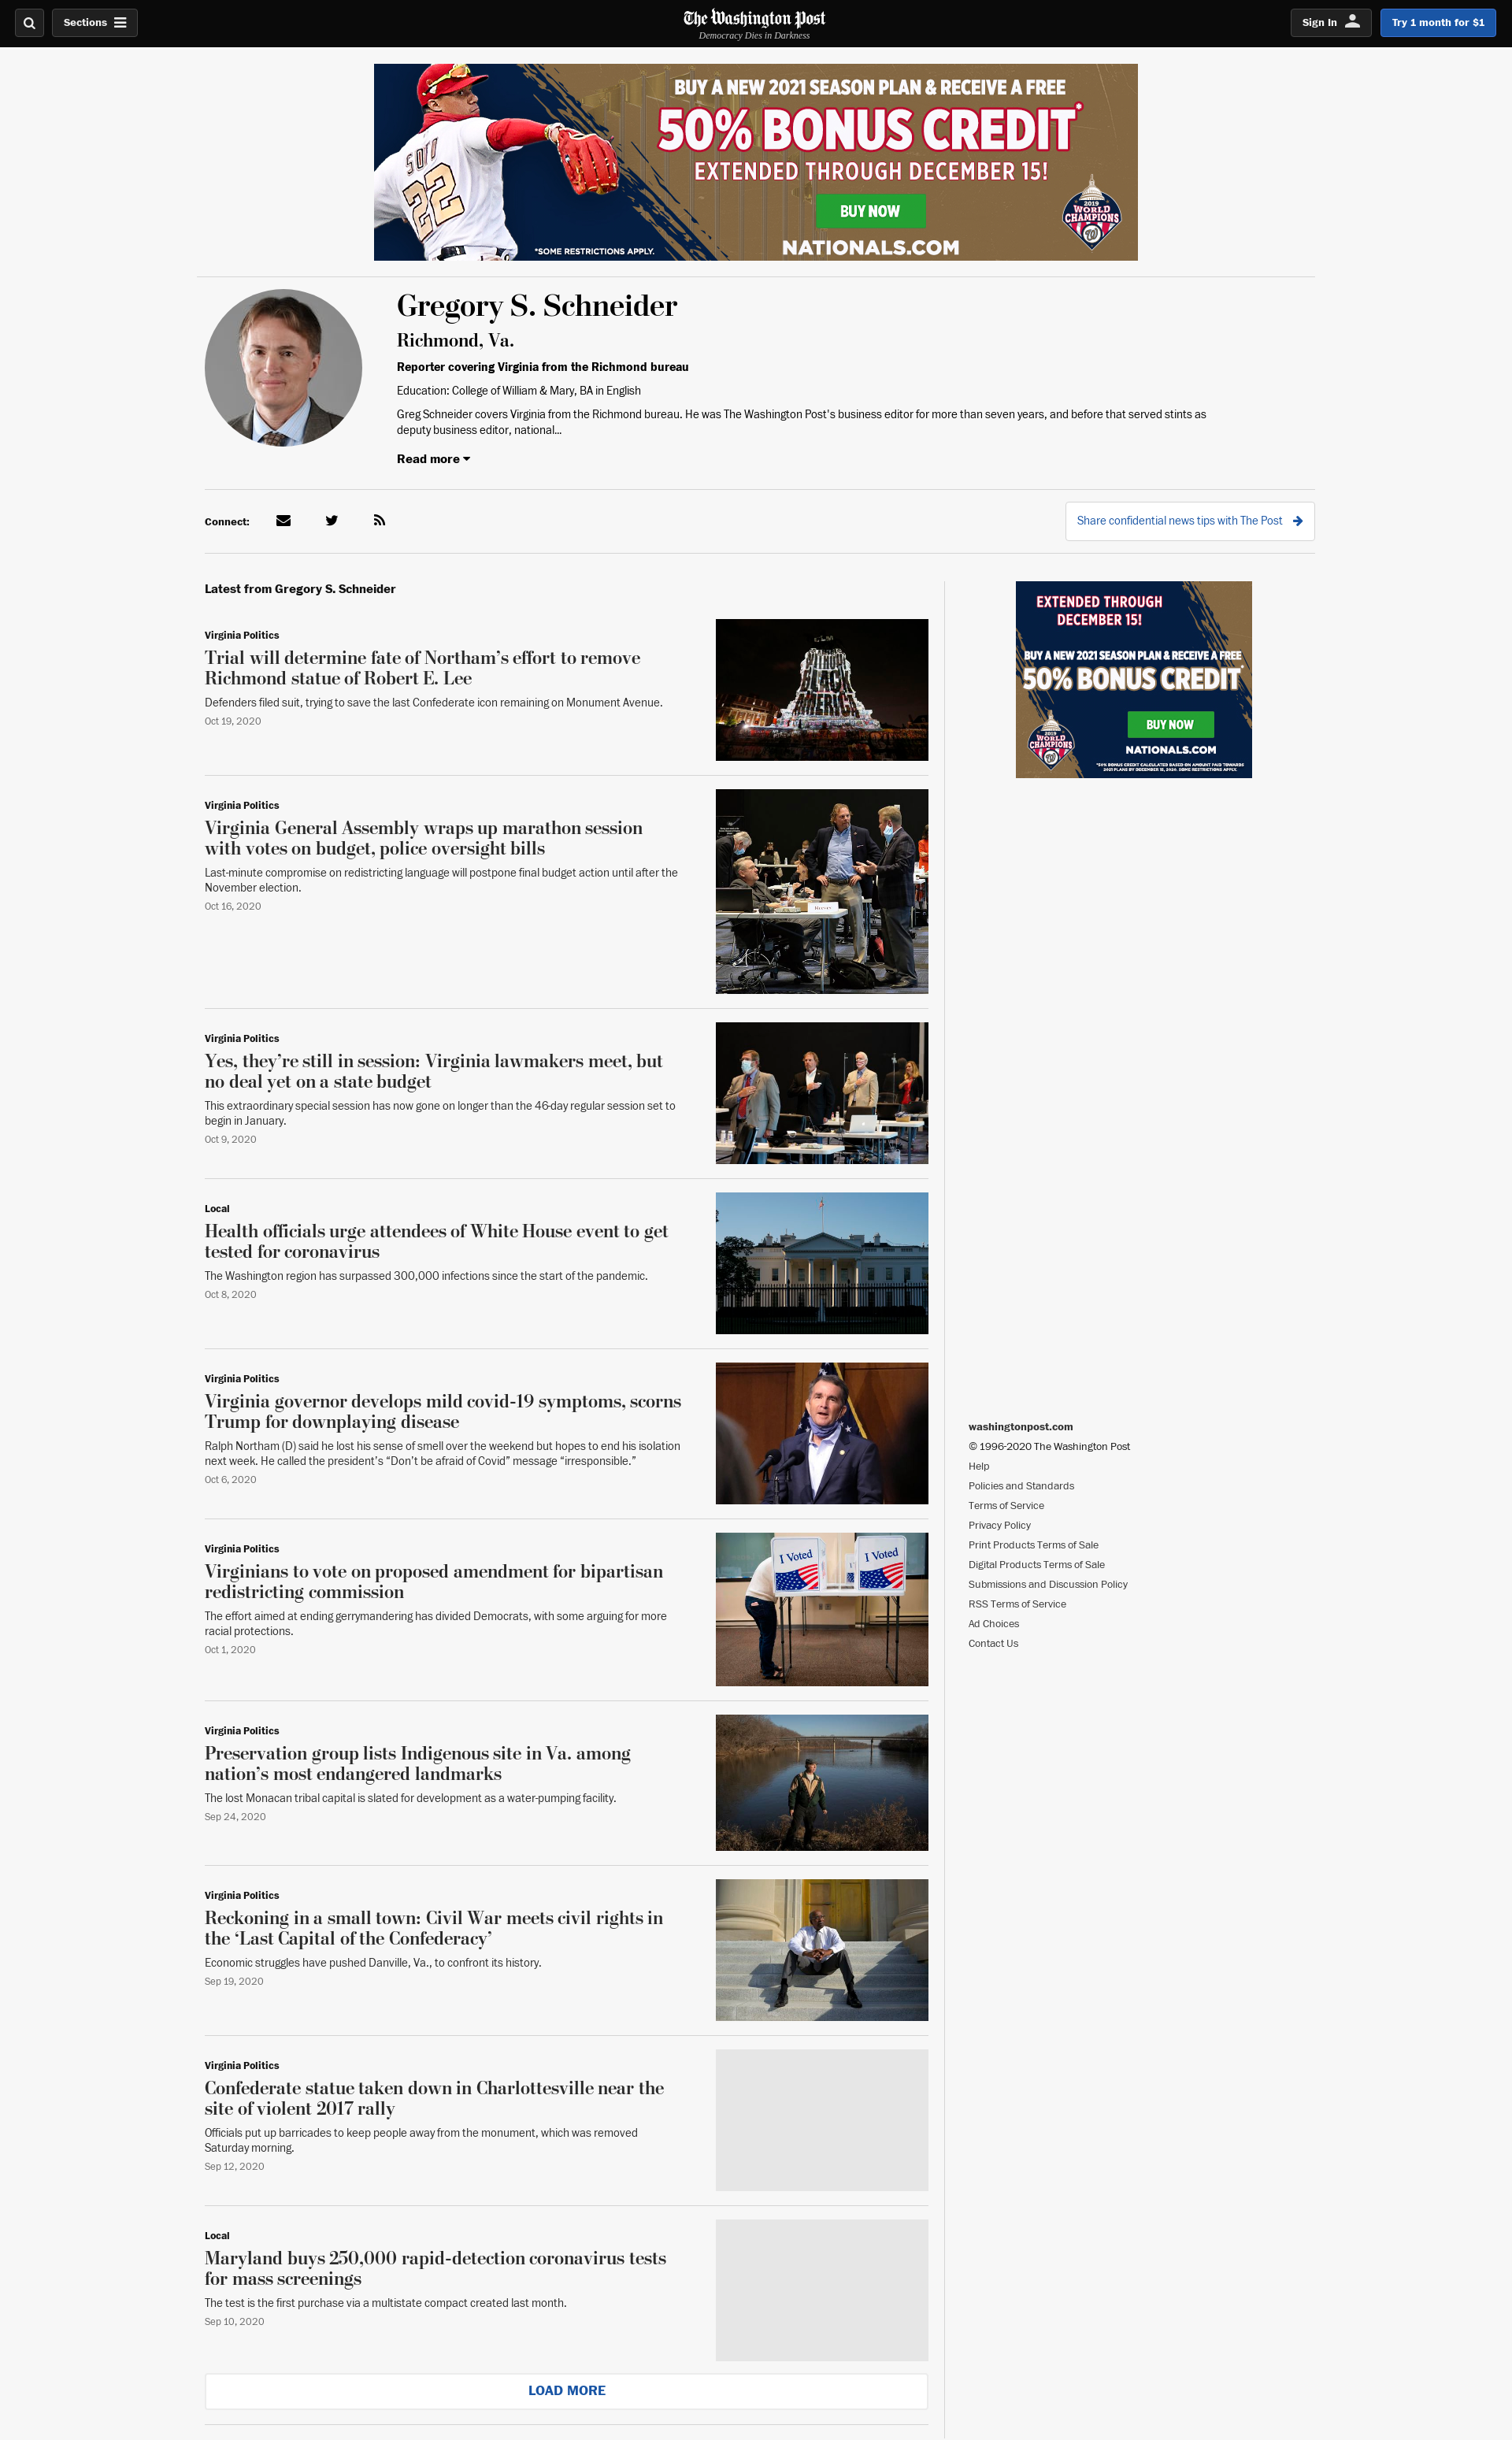 Sections
The Washington Post
Democracy Dies in Darkness
Sign In
Try 1 month for $1
BUY A NEW 2021 SEASON PLAN & RECEIVE A FREE
50% BONUS CREDIT*
EXTENDED THROUGH DECEMBER 15!
BUY NOW
NATIONALS.COM
*SOME RESTRICTIONS APPLY.
SOTO
22
2019
WORLD
CHAMPIONS
W
Gregory S. Schneider
Richmond, Va.
Reporter covering Virginia from the Richmond bureau
Education: College of William & Mary, BA in English
Greg Schneider covers Virginia from the Richmond bureau. He was The Washington Post's business editor for more than seven years, and before that served stints as
deputy business editor, national...
Read more
Connect:
Share confidential news tips with The Post
Latest from Gregory S. Schneider
Virginia Politics
Trial will determine fate of Northam’s effort to remove
Richmond statue of Robert E. Lee
Defenders filed suit, trying to save the last Confederate icon remaining on Monument Avenue.
Oct 19, 2020
Virginia Politics
Virginia General Assembly wraps up marathon session
with votes on budget, police oversight bills
Last-minute compromise on redistricting language will postpone final budget action until after the
November election.
Oct 16, 2020
Virginia Politics
Yes, they’re still in session: Virginia lawmakers meet, but
no deal yet on a state budget
This extraordinary special session has now gone on longer than the 46-day regular session set to
begin in January.
Oct 9, 2020
Local
Health officials urge attendees of White House event to get
tested for coronavirus
The Washington region has surpassed 300,000 infections since the start of the pandemic.
Oct 8, 2020
Virginia Politics
Virginia governor develops mild covid-19 symptoms, scorns
Trump for downplaying disease
Ralph Northam (D) said he lost his sense of smell over the weekend but hopes to end his isolation
next week. He called the president’s “Don’t be afraid of Covid” message “irresponsible.”
Oct 6, 2020
Virginia Politics
Virginians to vote on proposed amendment for bipartisan
redistricting commission
The effort aimed at ending gerrymandering has divided Democrats, with some arguing for more
racial protections.
Oct 1, 2020
I Voted
I Voted
Virginia Politics
Preservation group lists Indigenous site in Va. among
nation’s most endangered landmarks
The lost Monacan tribal capital is slated for development as a water-pumping facility.
Sep 24, 2020
Virginia Politics
Reckoning in a small town: Civil War meets civil rights in
the ‘Last Capital of the Confederacy’
Economic struggles have pushed Danville, Va., to confront its history.
Sep 19, 2020
Virginia Politics
Confederate statue taken down in Charlottesville near the
site of violent 2017 rally
Officials put up barricades to keep people away from the monument, which was removed
Saturday morning.
Sep 12, 2020
Local
Maryland buys 250,000 rapid-detection coronavirus tests
for mass screenings
The test is the first purchase via a multistate compact created last month.
Sep 10, 2020
LOAD MORE
EXTENDED THROUGH
DECEMBER 15!
BUY A NEW 2021 SEASON PLAN & RECEIVE A FREE
50% BONUS CREDIT*
BUY NOW
2019
WORLD
CHAMPIONS
W
NATIONALS.COM
*50% BONUS CREDIT CALCULATED BASED ON AMOUNT PAID TOWARDS
2021 PLANS BY DECEMBER 15, 2020. SOME RESTRICTIONS APPLY.
washingtonpost.com
© 1996-2020 The Washington Post
Help
Policies and Standards
Terms of Service
Privacy Policy
Print Products Terms of Sale
Digital Products Terms of Sale
Submissions and Discussion Policy
RSS Terms of Service
Ad Choices
Contact Us